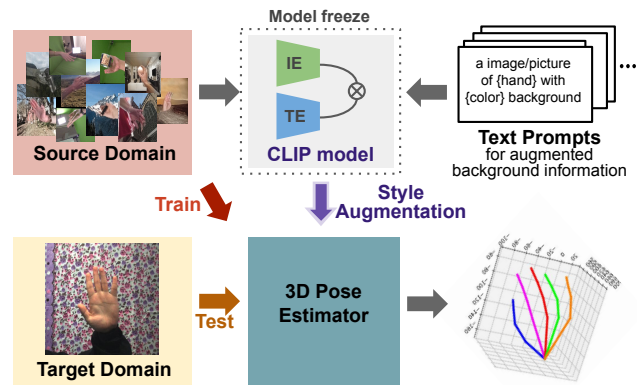 Model freeze
IE
TE
CLIP model
Source Domain
a image/picture
of {hand} with
{color} background
...
Text Prompts
for augmented
background information
Train
Style
Augmentation
Target Domain
Test
3D Pose
Estimator